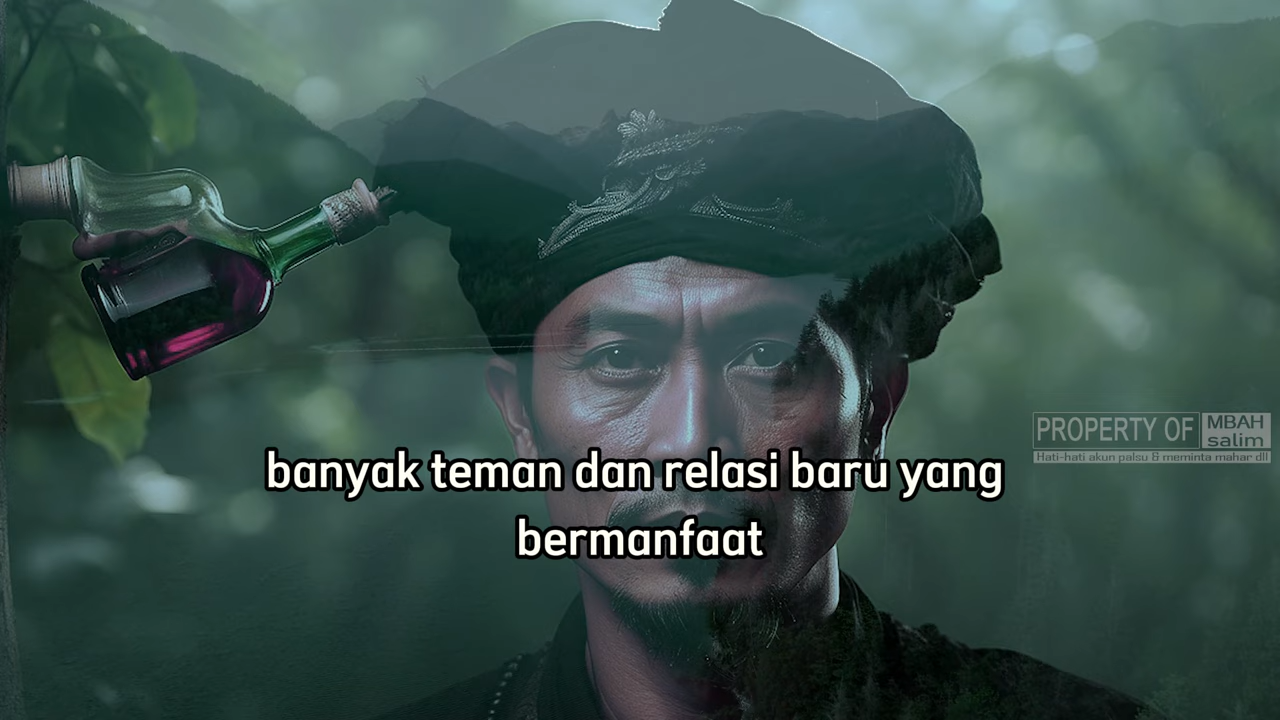 banyak teman dan relasi baru yang
bermanfaat
PROPERTY OF MBAH salim
Hati-hati akun palsu & meminta mahar dll